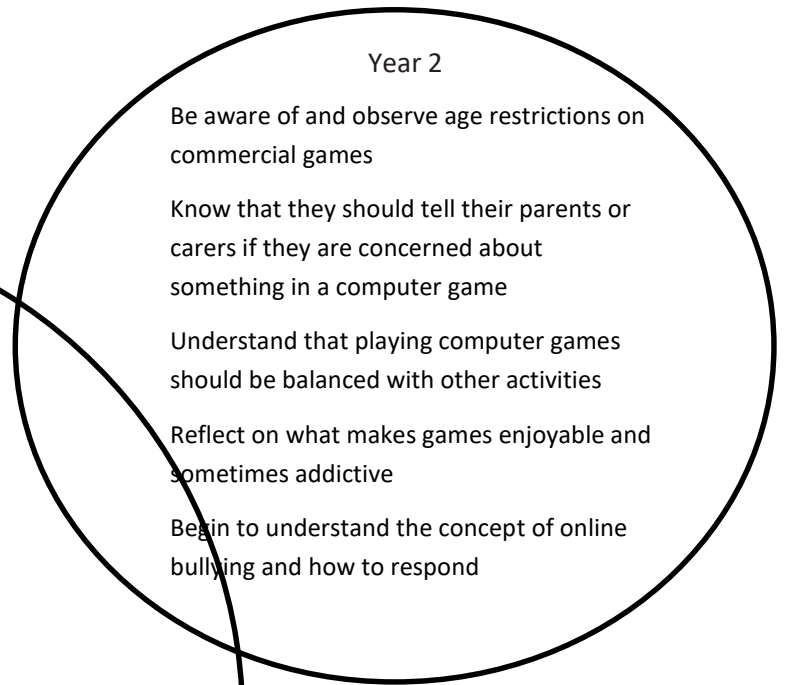 Year 2
Be aware of and observe age restrictions on
commercial games
Know that they should tell their parents or
carers if they are concerned about
something in a computer game
Understand that playing computer games
should be balanced with other activities
Reflect on what makes games enjoyable and
sometimes addictive
Begin to understand the concept of online
bullying and how to respond